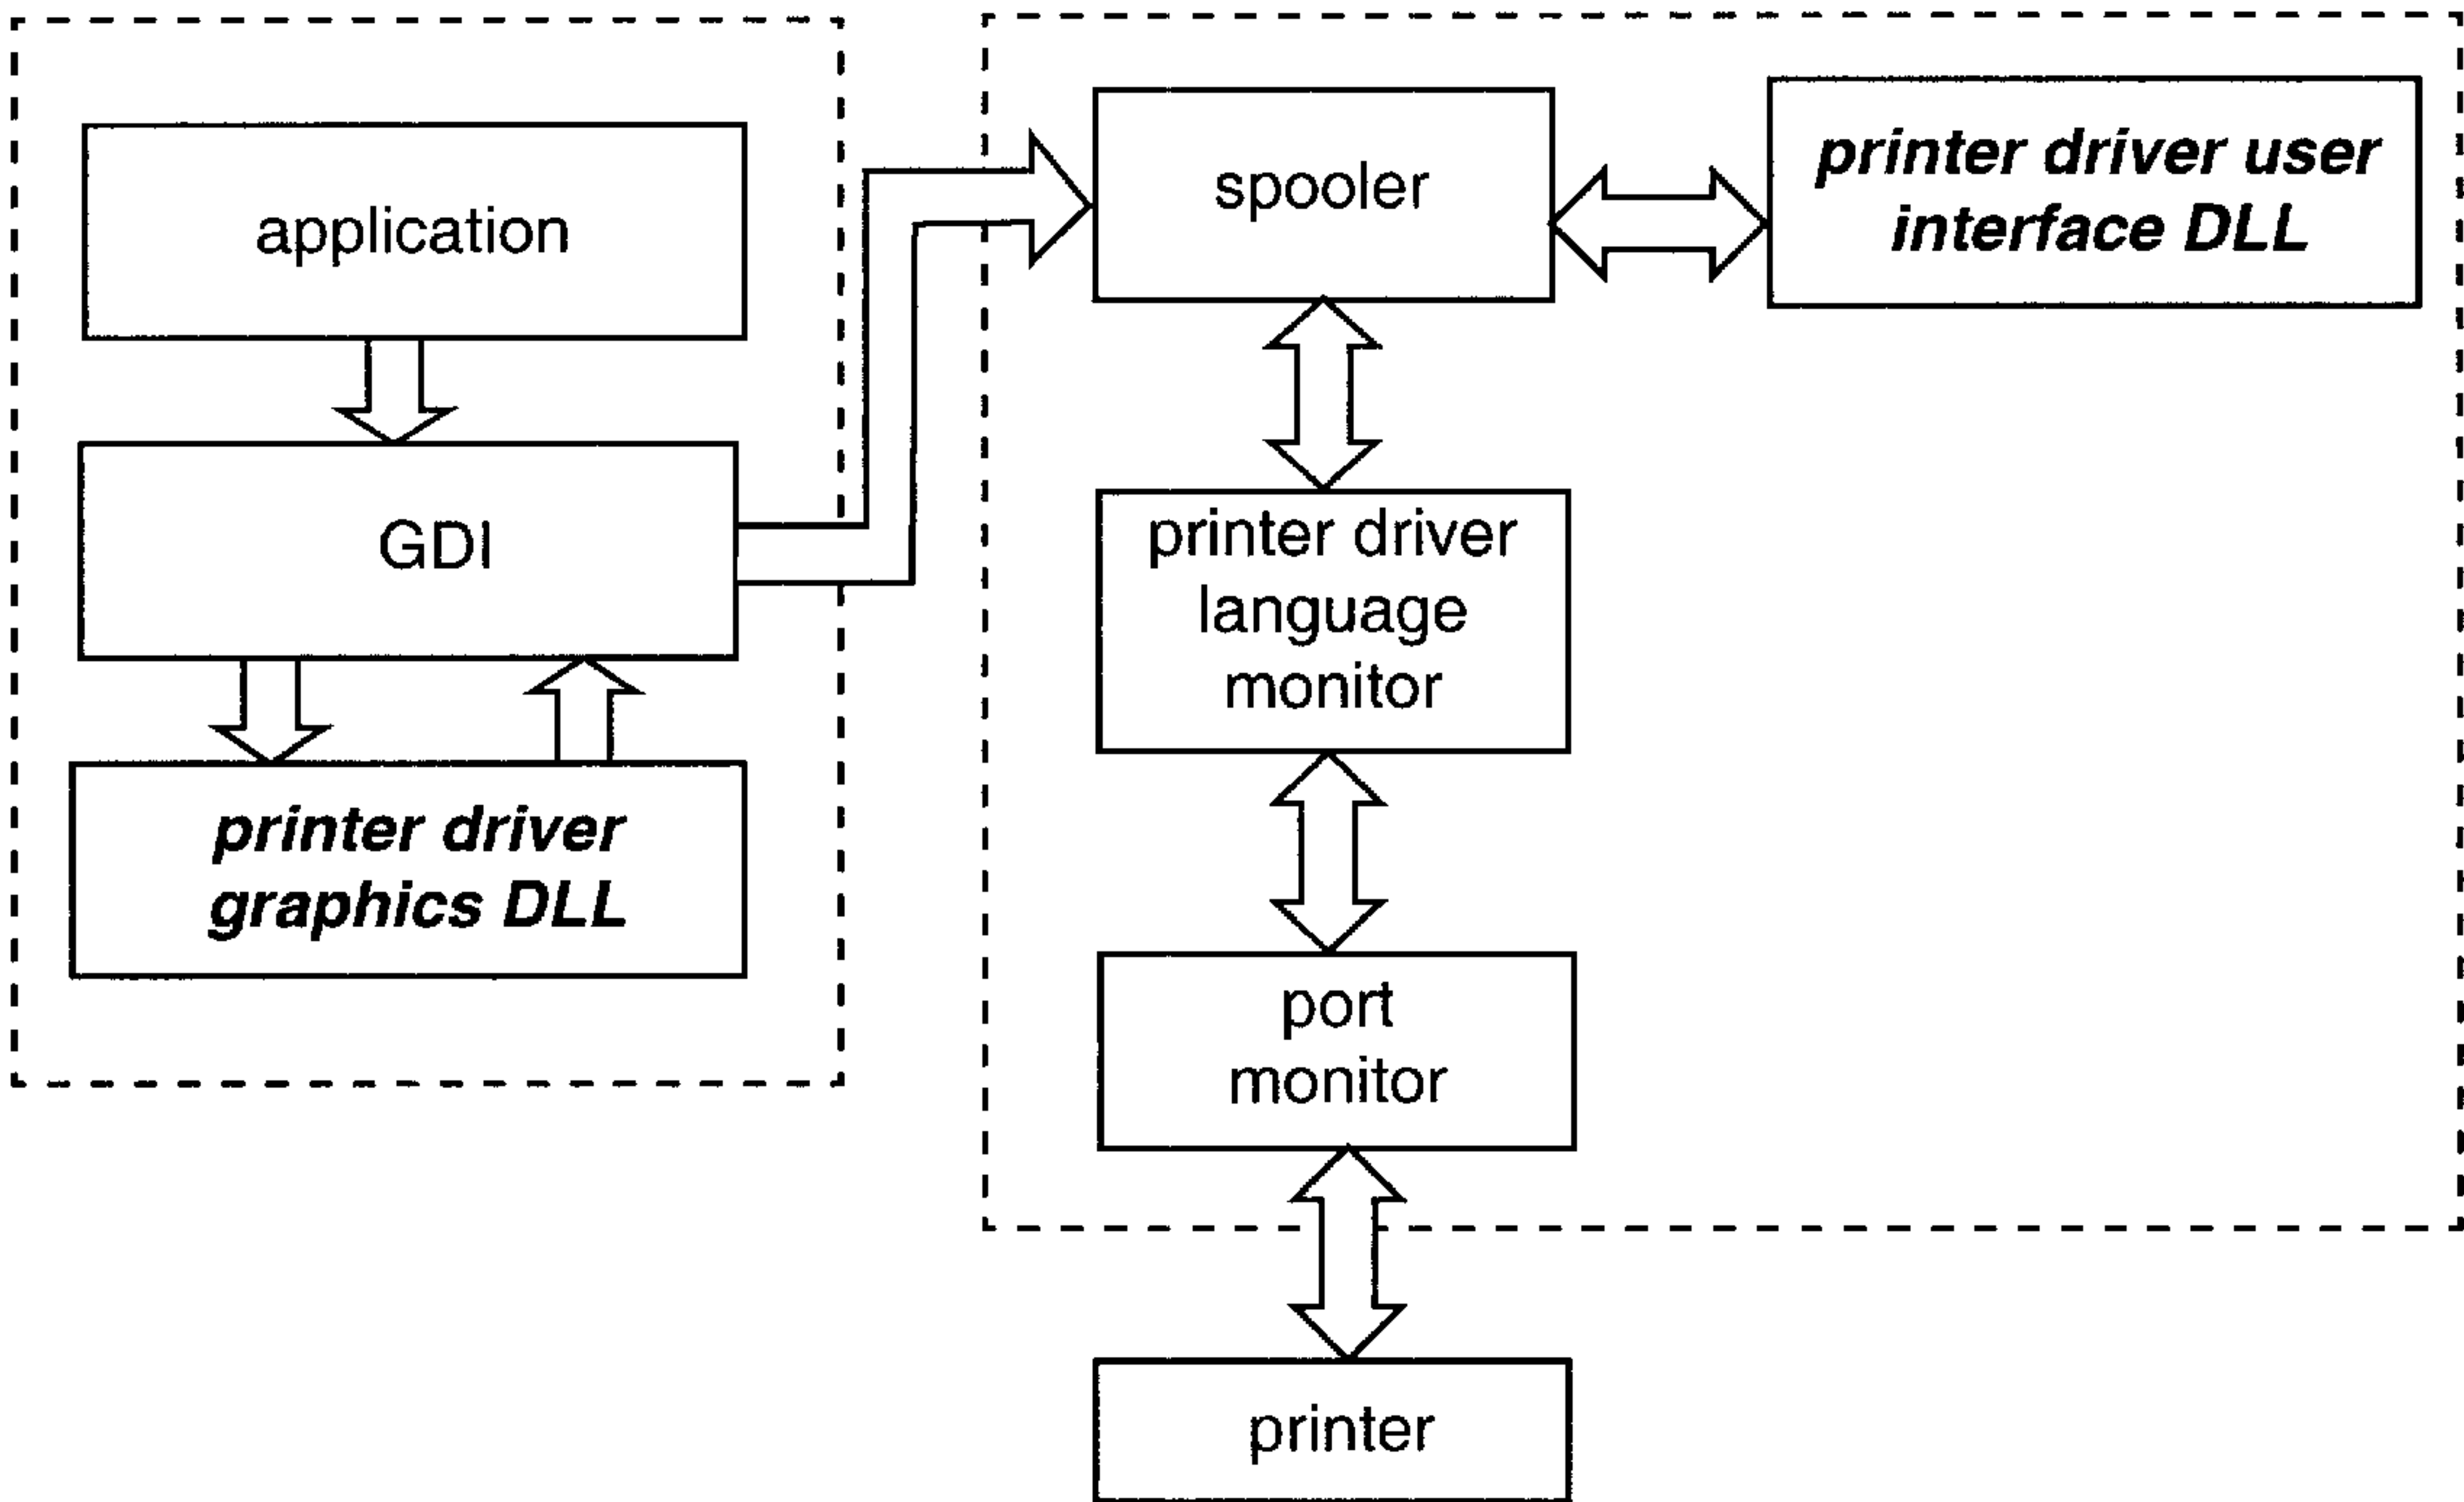 application
GDI
printer driver
graphics DLL
spooler
printer driver user
interface DLL
printer driver
language
monitor
port
monitor
printer